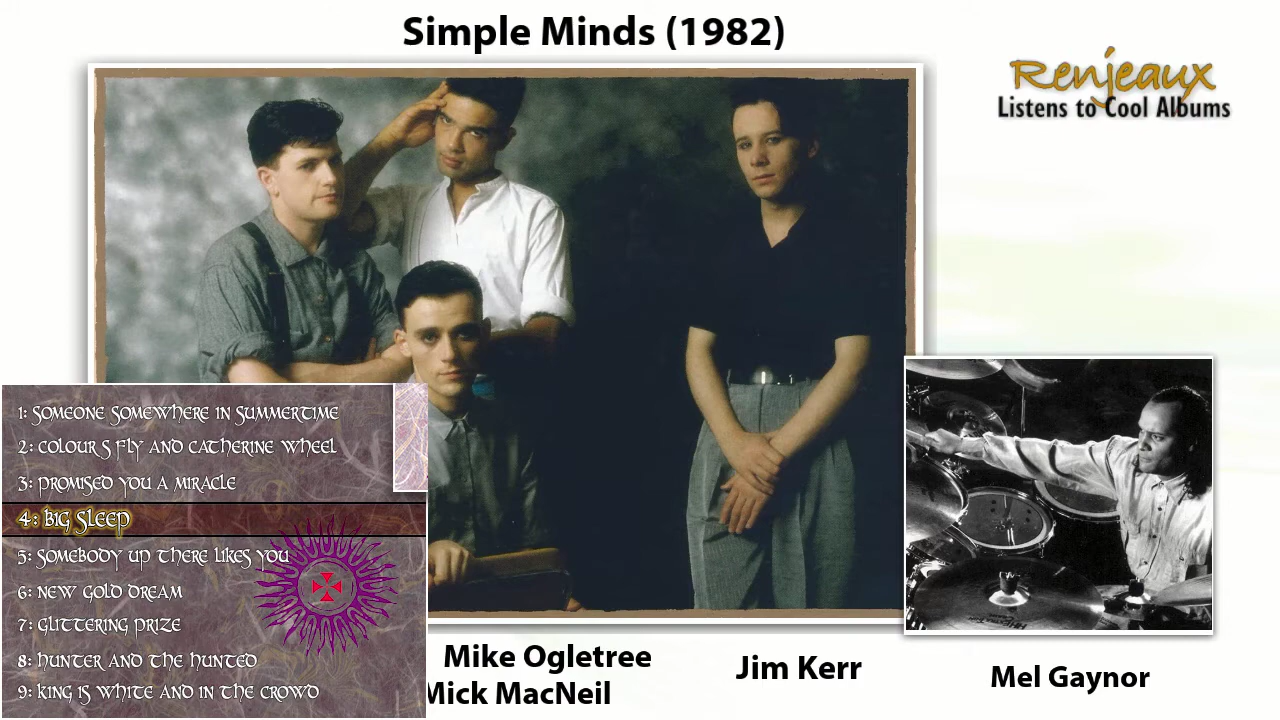 Simple Minds (1982)
Renjeaux
Listens to Cool Albums
1: Someone Somewhere in Summertime
2: Colours Fly and Catherine Wheel
3: Promised You a Miracle
4: Big Sleep
5: Somebody Up There Likes You
6: New Gold Dream
7: Glittering Prize
8: Hunter and the Hunted
9: King is White and in the Crowd
Mike Ogletree
Mick MacNeil
Jim Kerr
Mel Gaynor